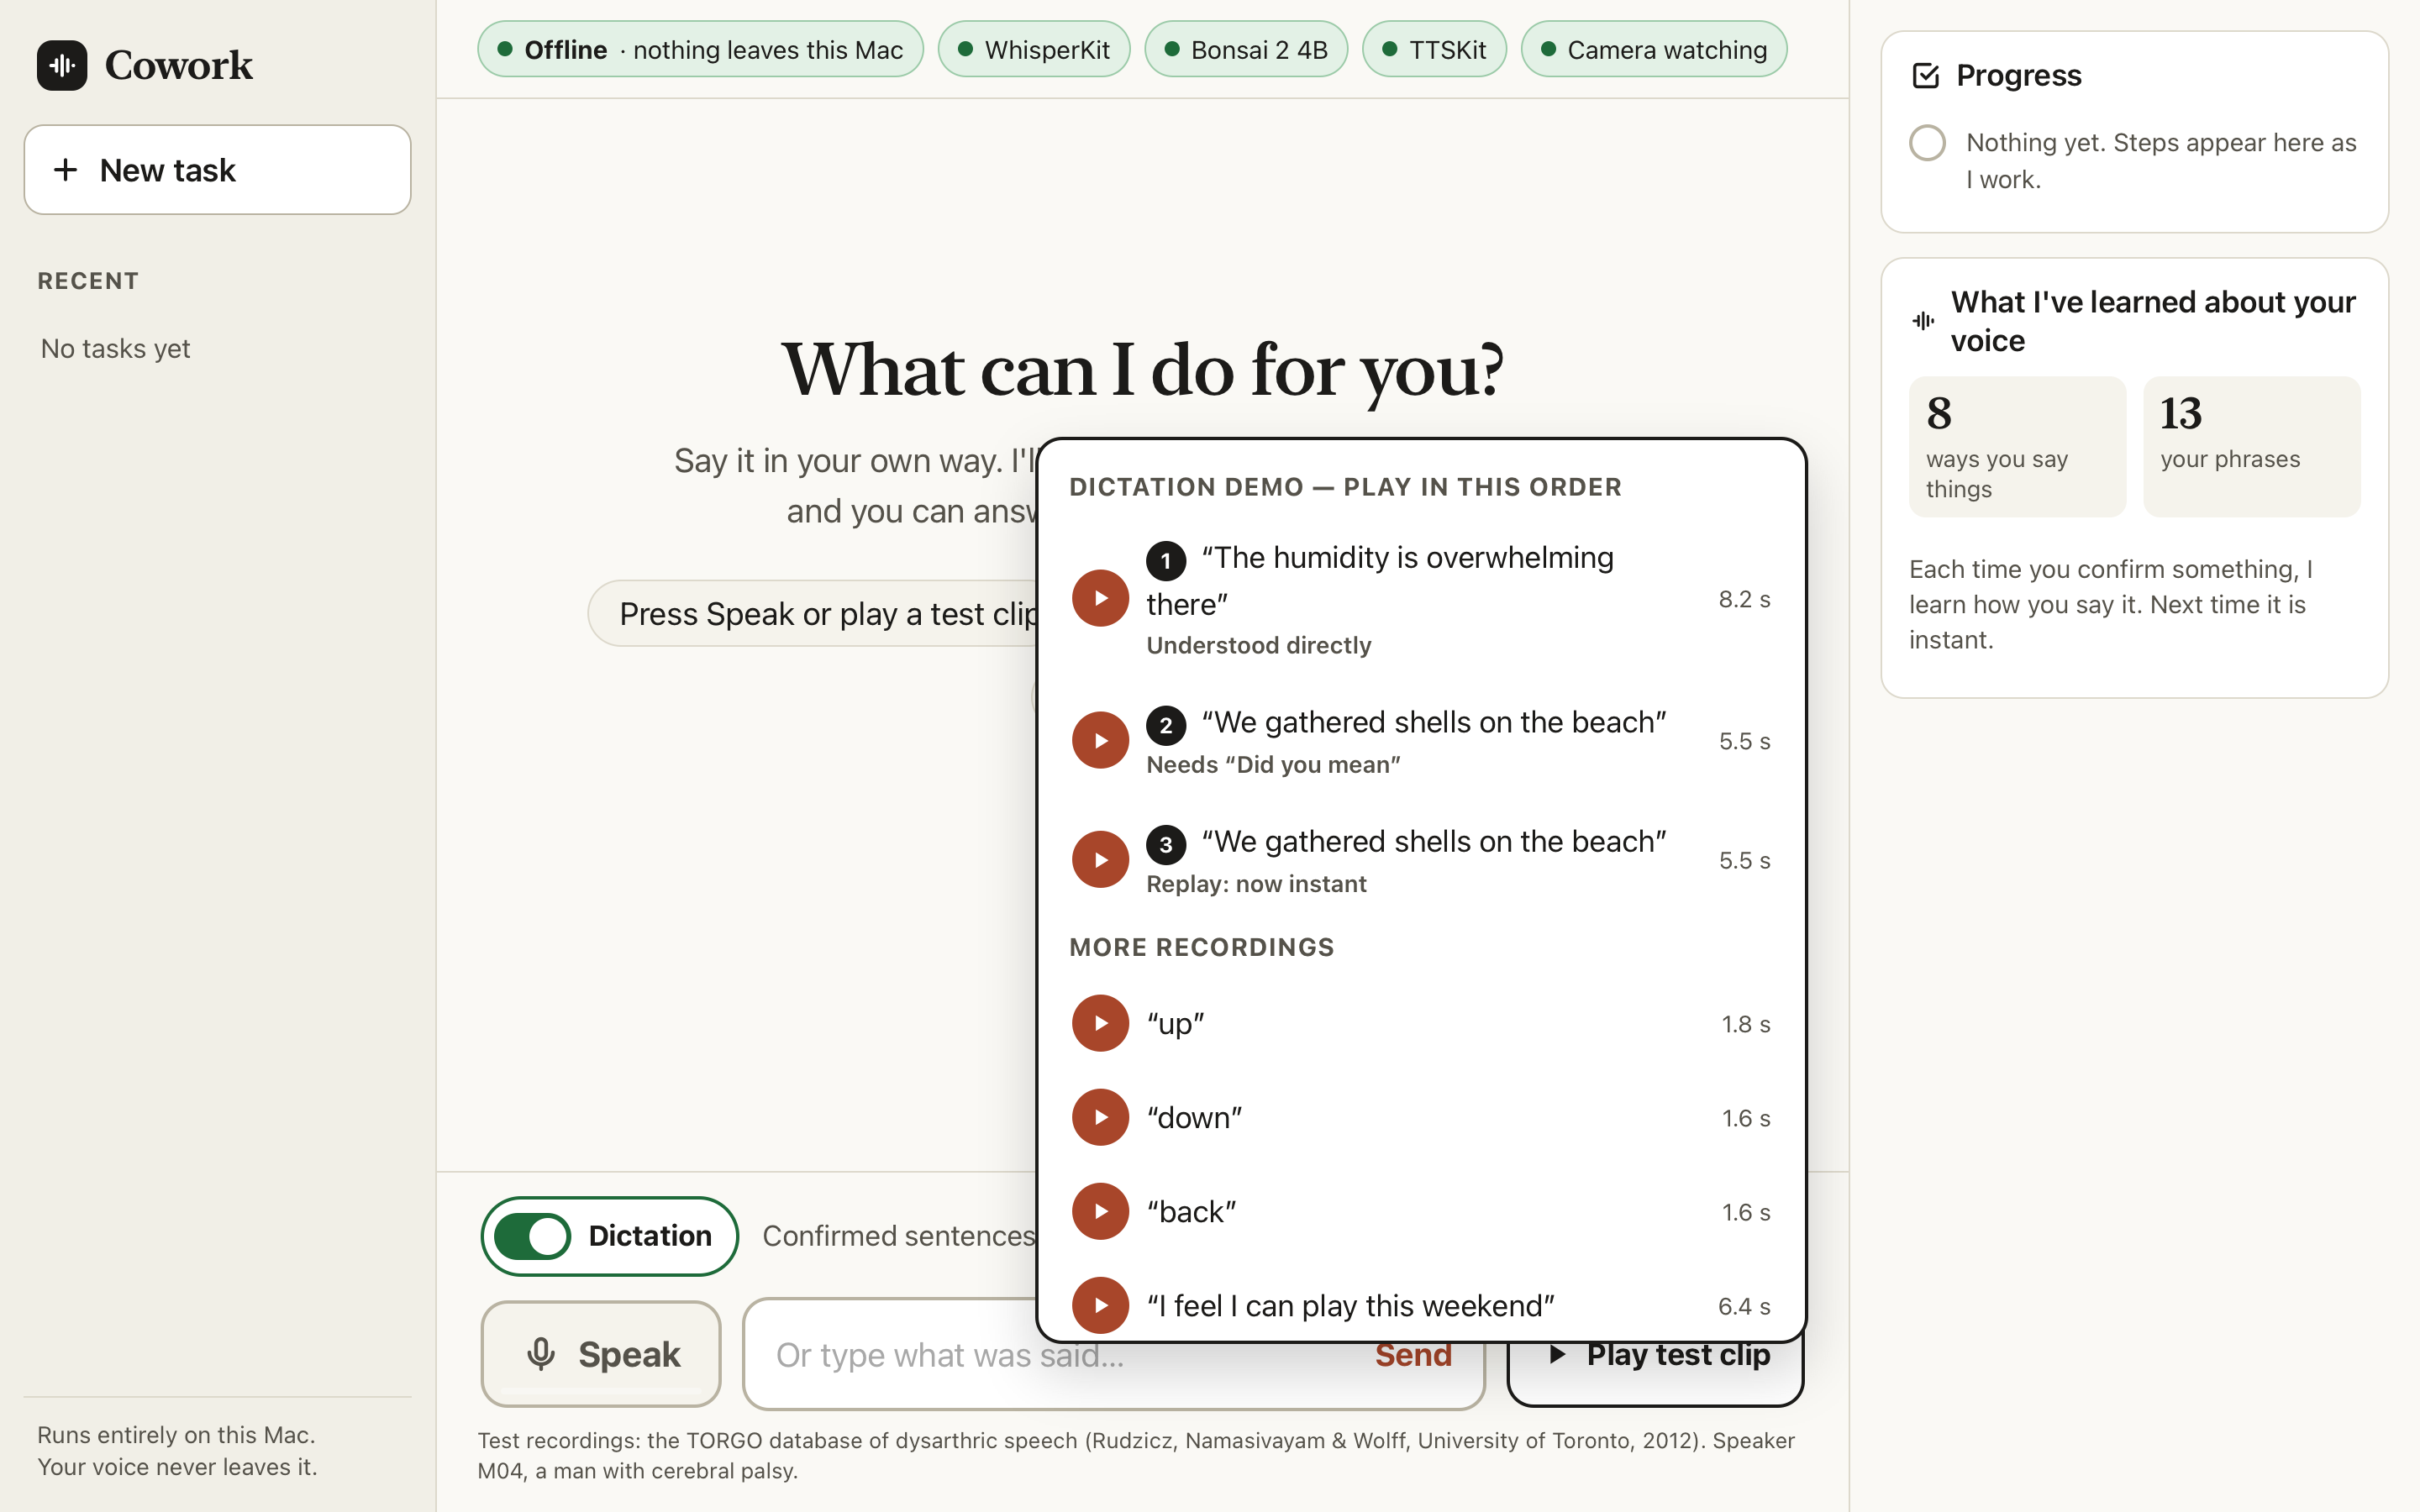 Cowork
New task
RECENT
No tasks yet
Runs entirely on this Mac.
Your voice never leaves it.
Offline · nothing leaves this Mac
WhisperKit
Bonsai 2 4B
TTSKit
Camera watching
What can I do for you?
Say it in your own way. I'll
and you can
Press Speak or play a test clip
DICTATION DEMO — PLAY IN THIS ORDER
1 “The humidity is overwhelming
there”
8.2 s
Understood directly
2 “We gathered shells on the beach”
5.5 s
Needs “Did you mean”
3 “We gathered shells on the beach”
5.5 s
Replay: now instant
MORE RECORDINGS
“up”
1.8 s
“down”
1.6 s
“back”
1.6 s
“I feel I can play this weekend”
6.4 s
Dictation
Confirmed sentences
Speak
Or type what was said...
Send
Play test clip
Test recordings: the TORGO database of dysarthric speech (Rudzicz, Namasivayam & Wolff, University of Toronto, 2012). Speaker
M04, a man with cerebral palsy.
Progress
Nothing yet. Steps appear here as
I work.
What I've learned about your
voice
8
ways you say
things
13
your phrases
Each time you confirm something, I
learn how you say it. Next time it is
instant.